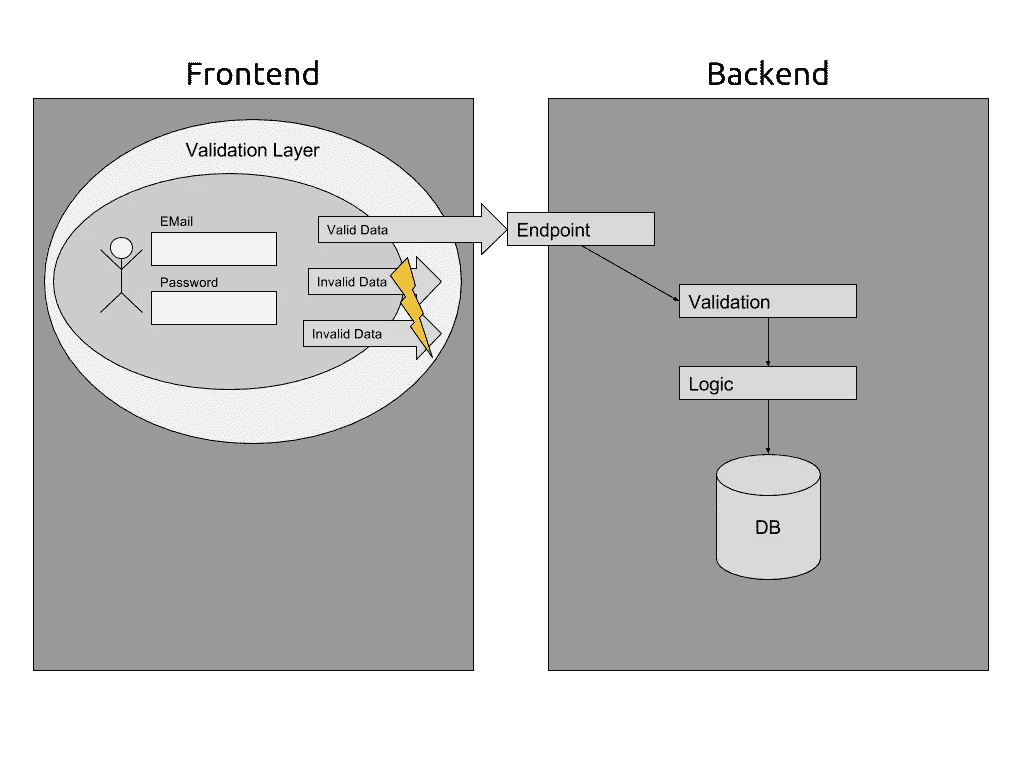 Frontend
Backend
Validation Layer
EMail
Password
Valid Data
Invalid Data
Invalid Data
Endpoint
Validation
Logic
DB